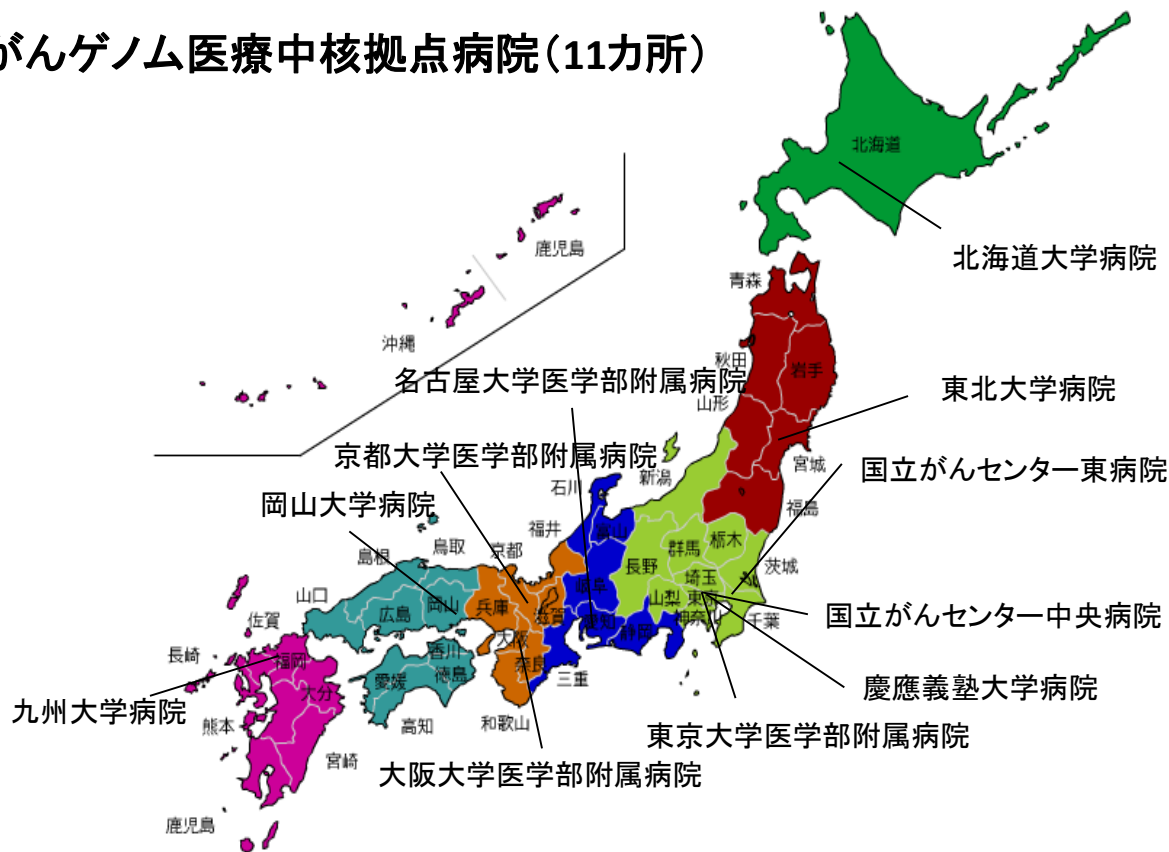 がんゲノム医療中核拠点病院(11カ所)
北海道
北海道大学病院
鹿児島
沖縄
青森
秋田
岩手
山形
宮城
福島
東北大学病院
名古屋大学医学部附属病院
京都大学医学部附属病院
岡山大学病院
国立がんセンター東病院
新潟
石川
富山
福井
長野
群馬
栃木
茨城
埼玉
東京
山梨
神奈川
千葉
国立がんセンター中央病院
慶應義塾大学病院
東京大学医学部附属病院
岐阜
愛知
静岡
三重
京都
滋賀
兵庫
大阪
奈良
和歌山
大阪大学医学部附属病院
鳥取
島根
岡山
広島
山口
香川
徳島
愛媛
高知
佐賀
福岡
長崎
大分
熊本
宮崎
鹿児島
九州大学病院